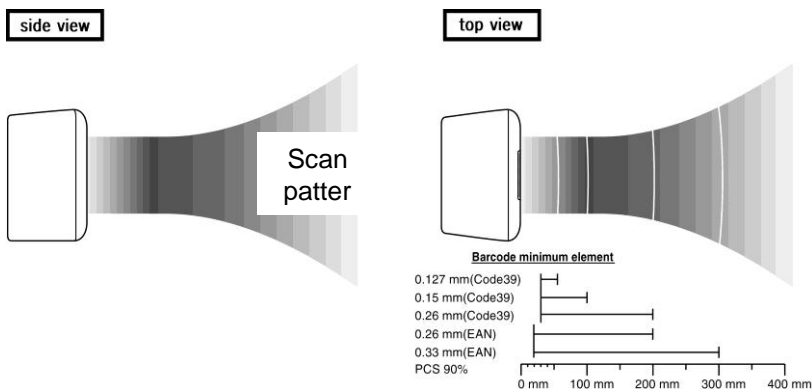 side view
top view
Scan
patter
Barcode minimum element
0.127 mm(Code39)
0.15 mm(Code39)
0.26 mm(Code39)
0.26 mm(EAN)
0.33 mm(EAN)
PCS 90%
0 mm 100 mm 200 mm 300 mm 400 mm